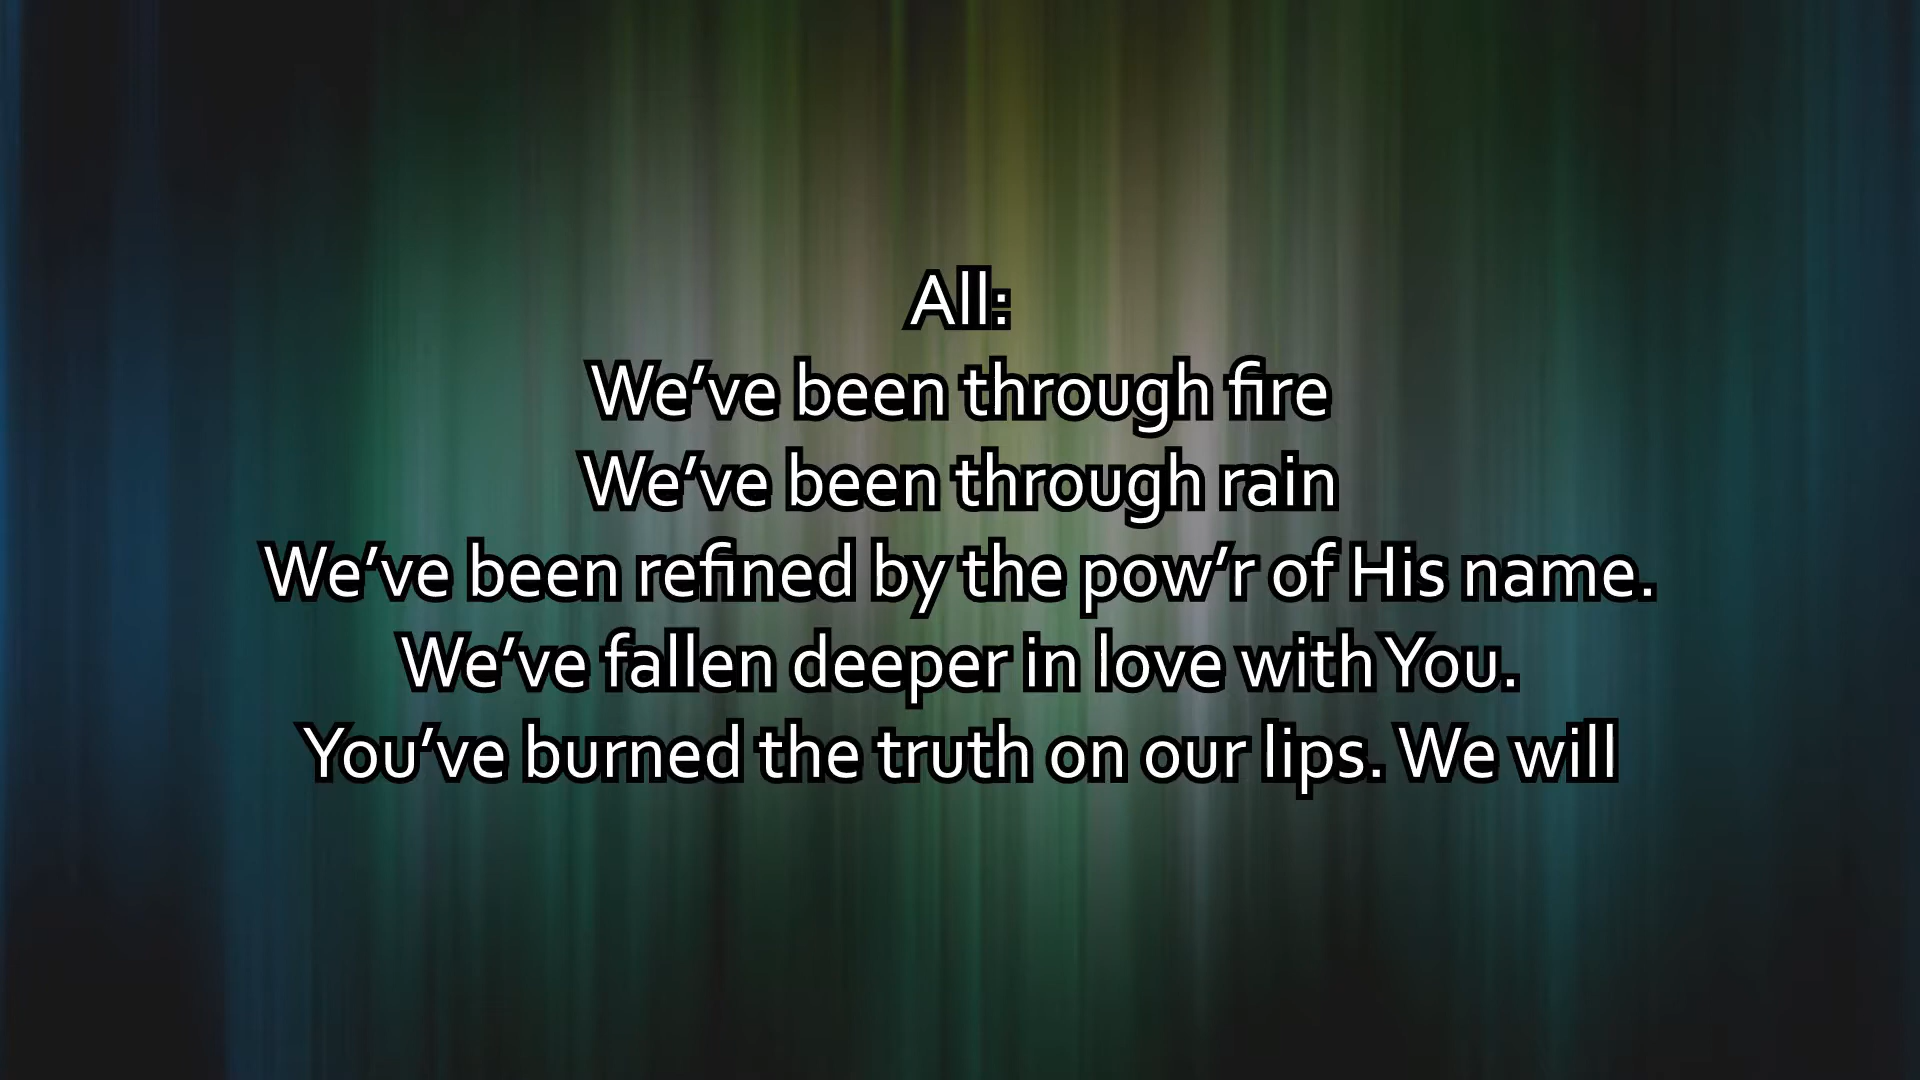 All:
We’ve been through fire
We’ve been through rain
We’ve been refined by the pow’r of His name.
We’ve fallen deeper in love with You.
You’ve burned the truth on our lips. We will